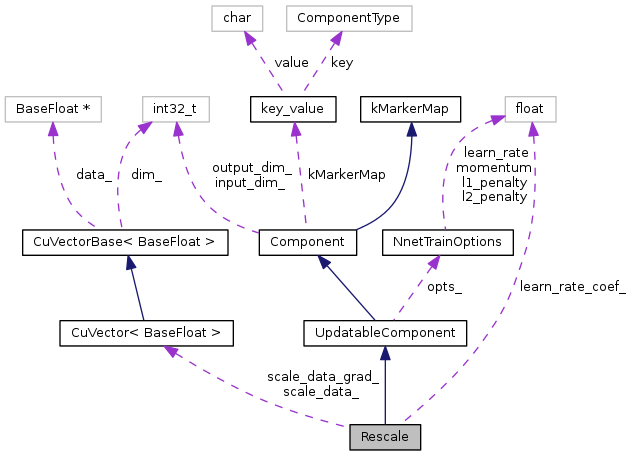 char
ComponentType
value
key
BaseFloat *
int32_t
key_value
kMarkerMap
float
data_
dim_
output_dim_
input_dim_
kMarkerMap
learn_rate
momentum
l1_penalty
l2_penalty
CuVectorBase< BaseFloat >
Component
NnetTrainOptions
opts_
learn_rate_coef_
CuVector< BaseFloat >
UpdatableComponent
scale_data_grad_
scale_data_
Rescale